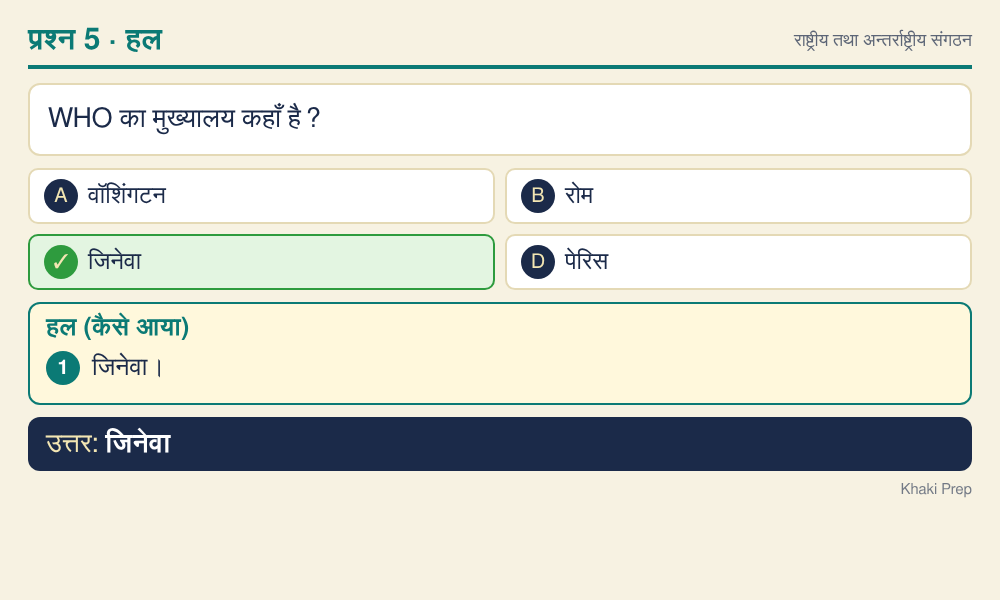 प्रश्न 5 · हल
राष्ट्रीय तथा अन्तर्राष्ट्रीय संगठन
WHO का मुख्यालय कहाँ है ?
A वॉशिंगटन
B रोम
✓ जिनेवा
D पेरिस
हल (कैसे आया)
1 जिनेवा ।
उत्तर: जिनेवा
Khaki Prep